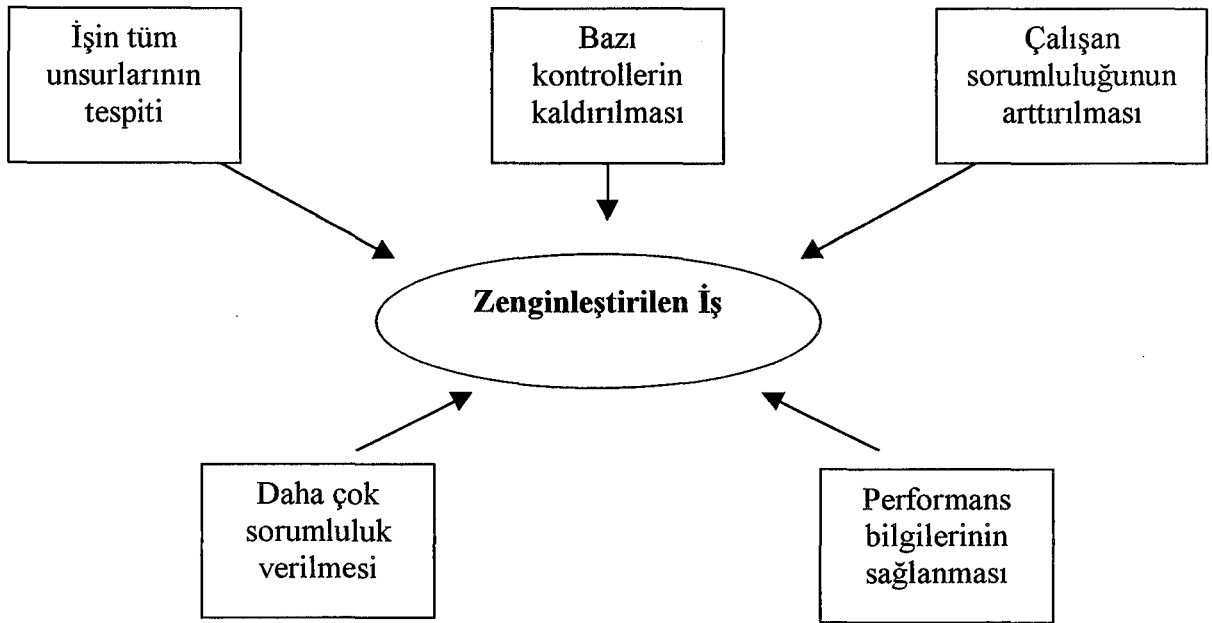 İşin tüm
unsurlarının
tespiti
Bazı
kontrollerin
kaldırılması
Çalışan
sorumluluğunun
arttırılması
Zenginleştirilen İş
Daha çok
sorumluluk
verilmesi
Performans
bilgilerinin
sağlanması